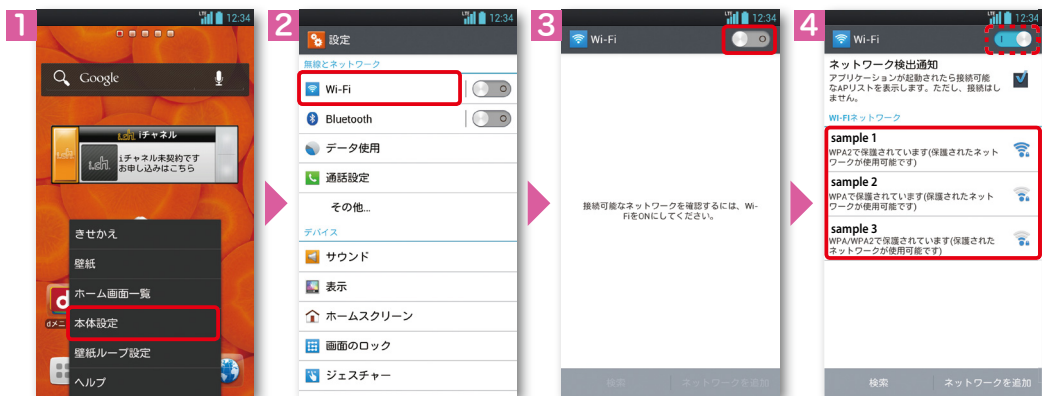 1
LTE 12:34
Google
i.ch. iチャネル
i.ch.
iチャネル未契約です
お申し込みはこちら
きせかえ
壁紙
ホーム画面一覧
本体設定
壁紙ループ設定
ヘルプ
d
dメニ
2
LTE 12:34
設定
無線とネットワーク
Wi-Fi
Bluetooth
データ使用
通話設定
その他...
デバイス
サウンド
表示
ホームスクリーン
画面のロック
ジェスチャー
3
LTE 12:34
Wi-Fi
接続可能なネットワークを確認するには、Wi-
FiをONにしてください。
検索 ネットワークを追加
4
LTE 12:34
Wi-Fi
ネットワーク検出通知
アプリケーションが起動されたら接続可能
なAPリストを表示します。ただし、接続はし
ません。
WI-FIネットワーク
sample 1
WPA2で保護されています(保護されたネット
ワークが使用可能です)
sample 2
WPAで保護されています(保護されたネット
ワークが使用可能です)
sample 3
WPA/WPA2で保護されています(保護された
ネットワークが使用可能です)
検索 ネットワークを追加